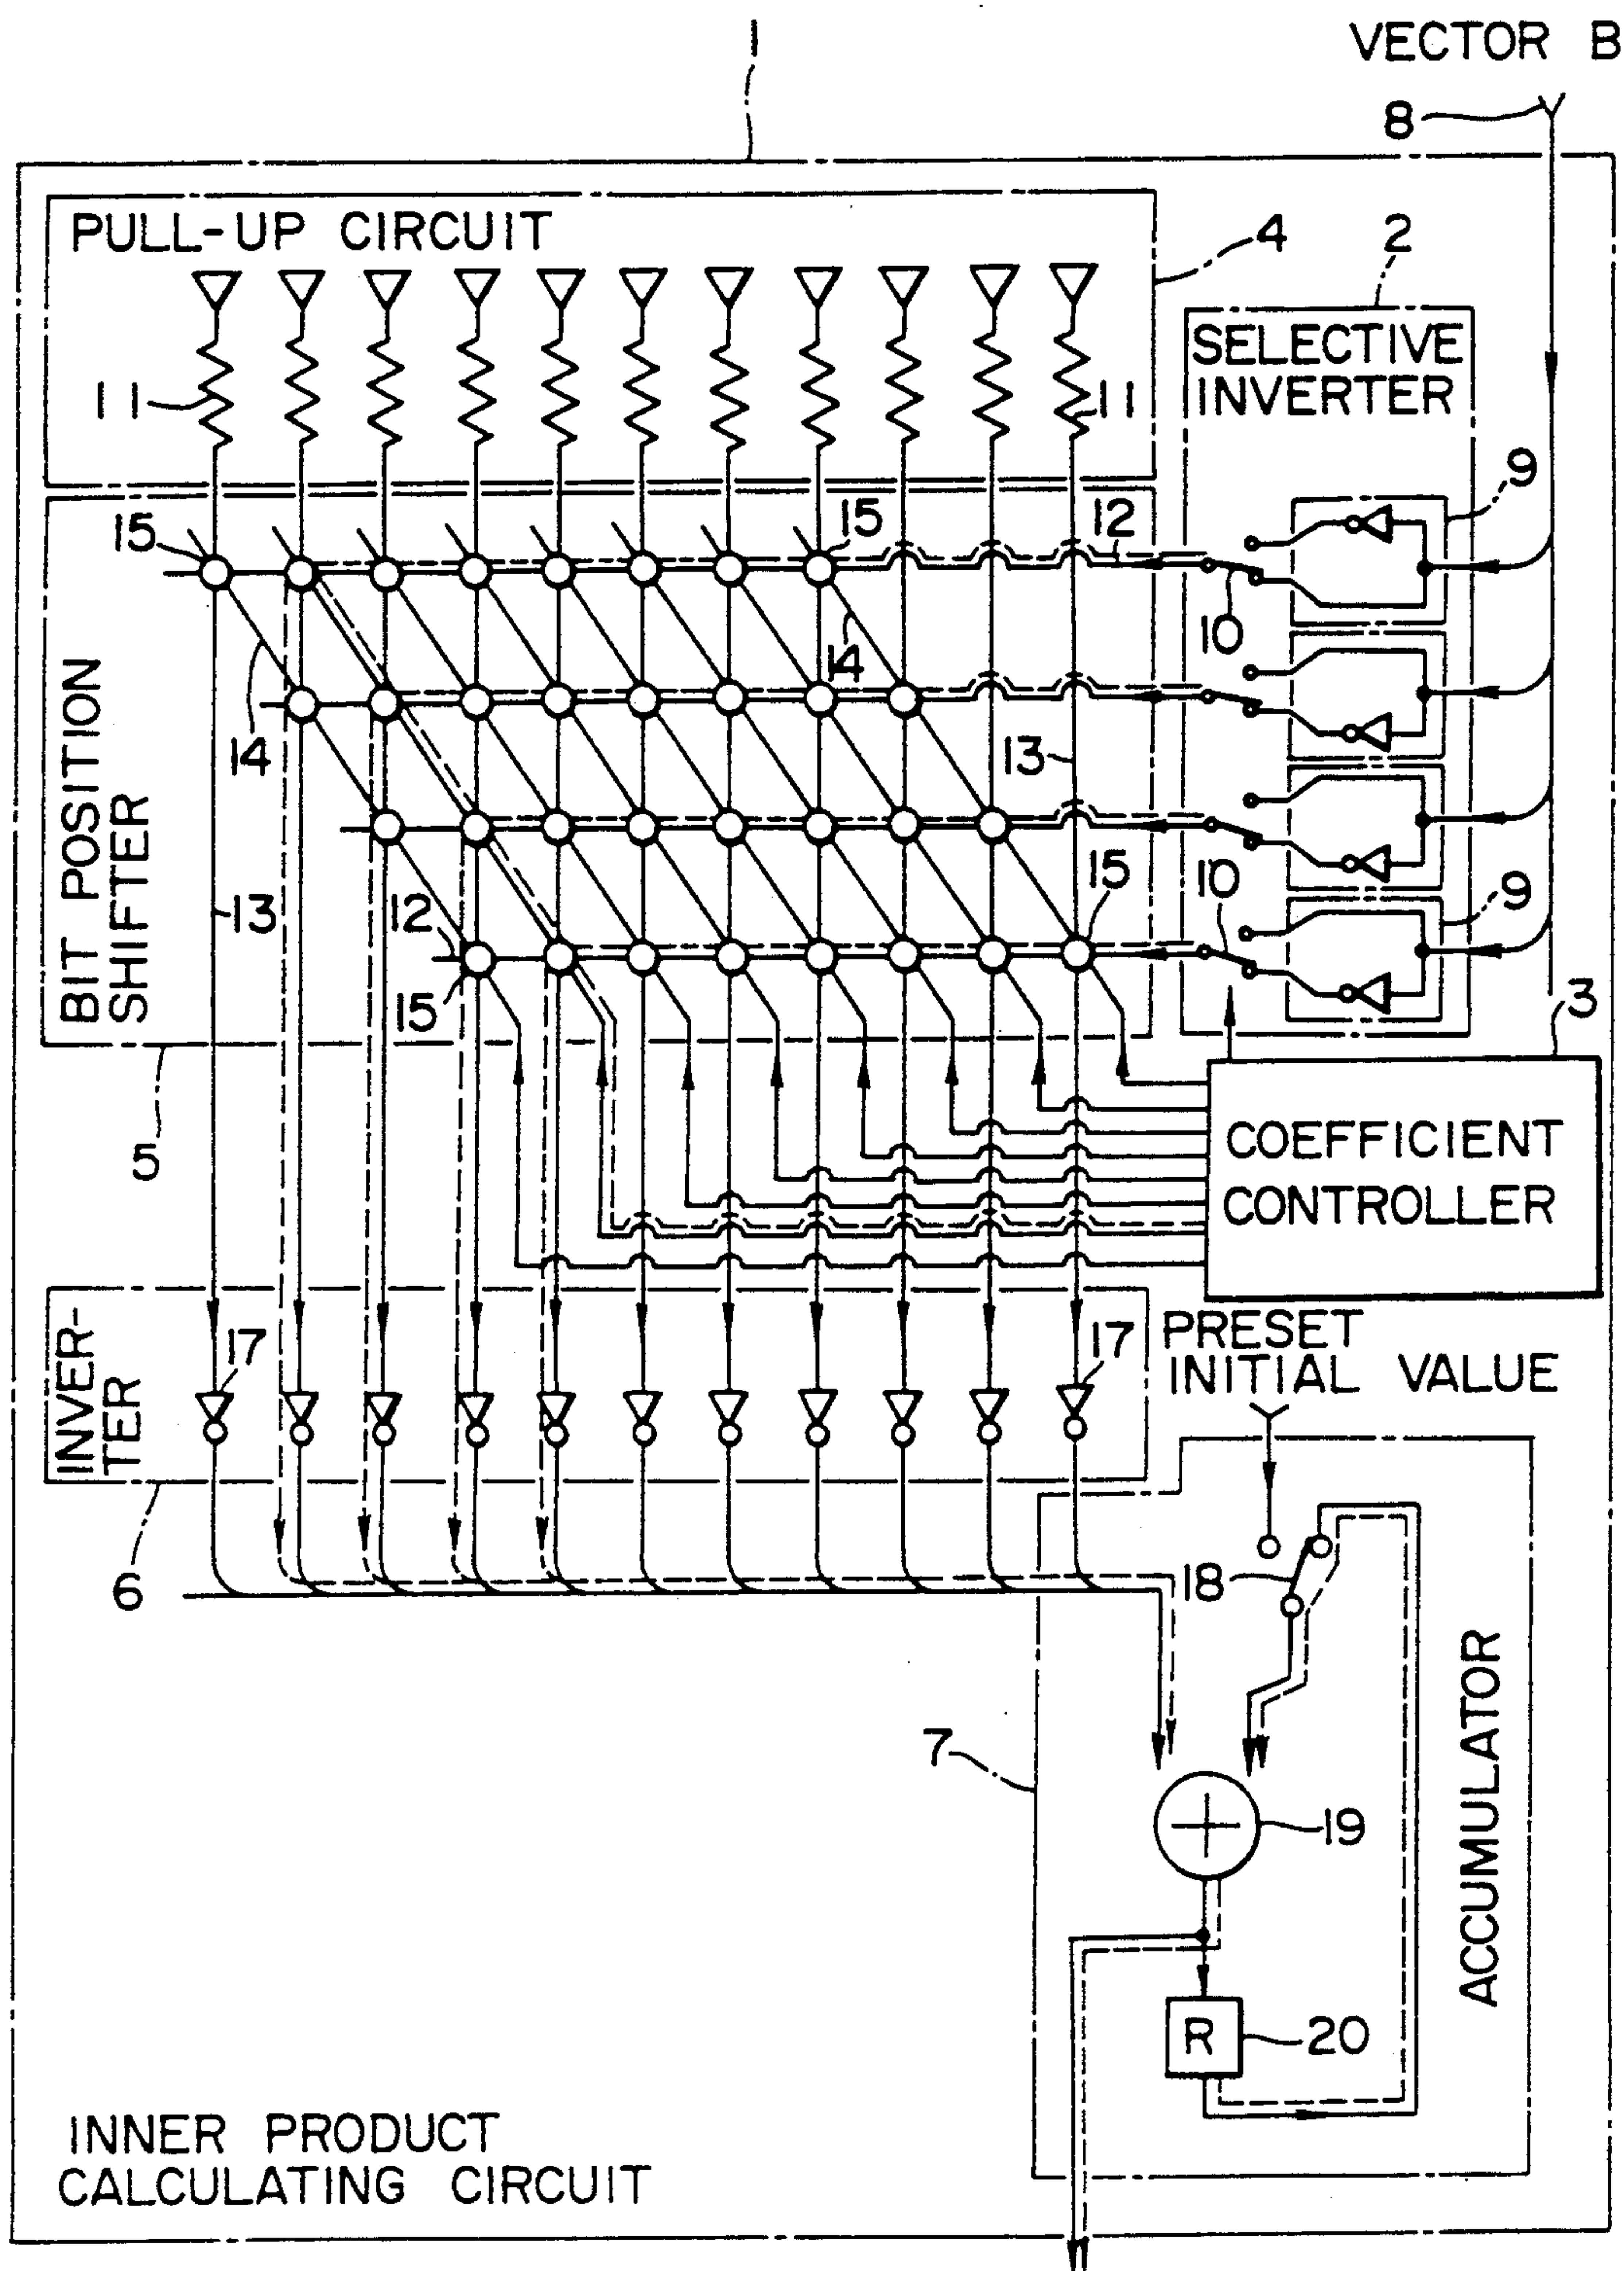 1
VECTOR B
8
PULL-UP CIRCUIT
4
2
SELECTIVE
INVERTER
11
11
9
15
15
12
10
14
14
13
BIT POSITION
SHIFTER
13
12
15
10
9
15
3
5
COEFFICIENT
CONTROLLER
INVER-
TER
17
17
PRESET
INITIAL VALUE
6
18
7
19
ACCUMULATOR
R
20
INNER PRODUCT
CALCULATING CIRCUIT